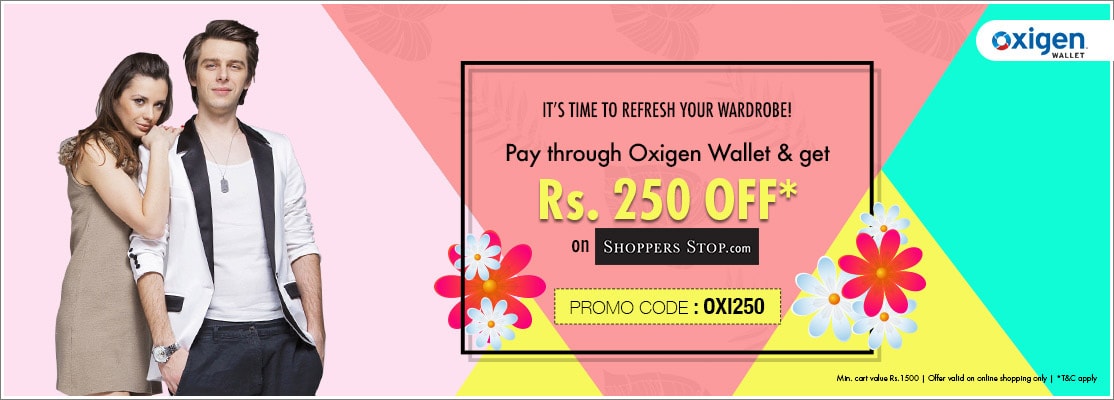 Oxigen
WALLET
IT'S TIME TO REFRESH YOUR WARDROBE!
Pay through Oxigen Wallet & get
Rs. 250 OFF*
on SHOPPERS STOP.com
PROMO CODE : OXI250
Min. cart value Rs.1500 | Offer valid on online shopping only | *T&C apply